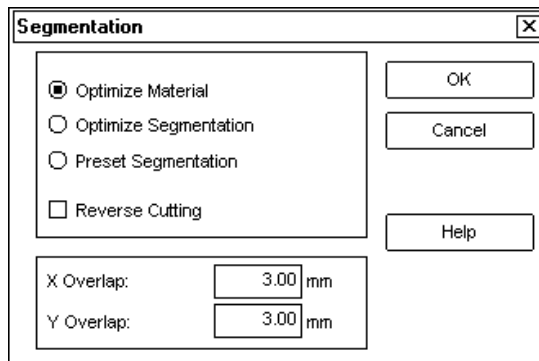 Segmentation
Optimize Material
Optimize Segmentation
Preset Segmentation
Reverse Cutting
OK
Cancel
Help
X Overlap: 3.00 mm
Y Overlap: 3.00 mm